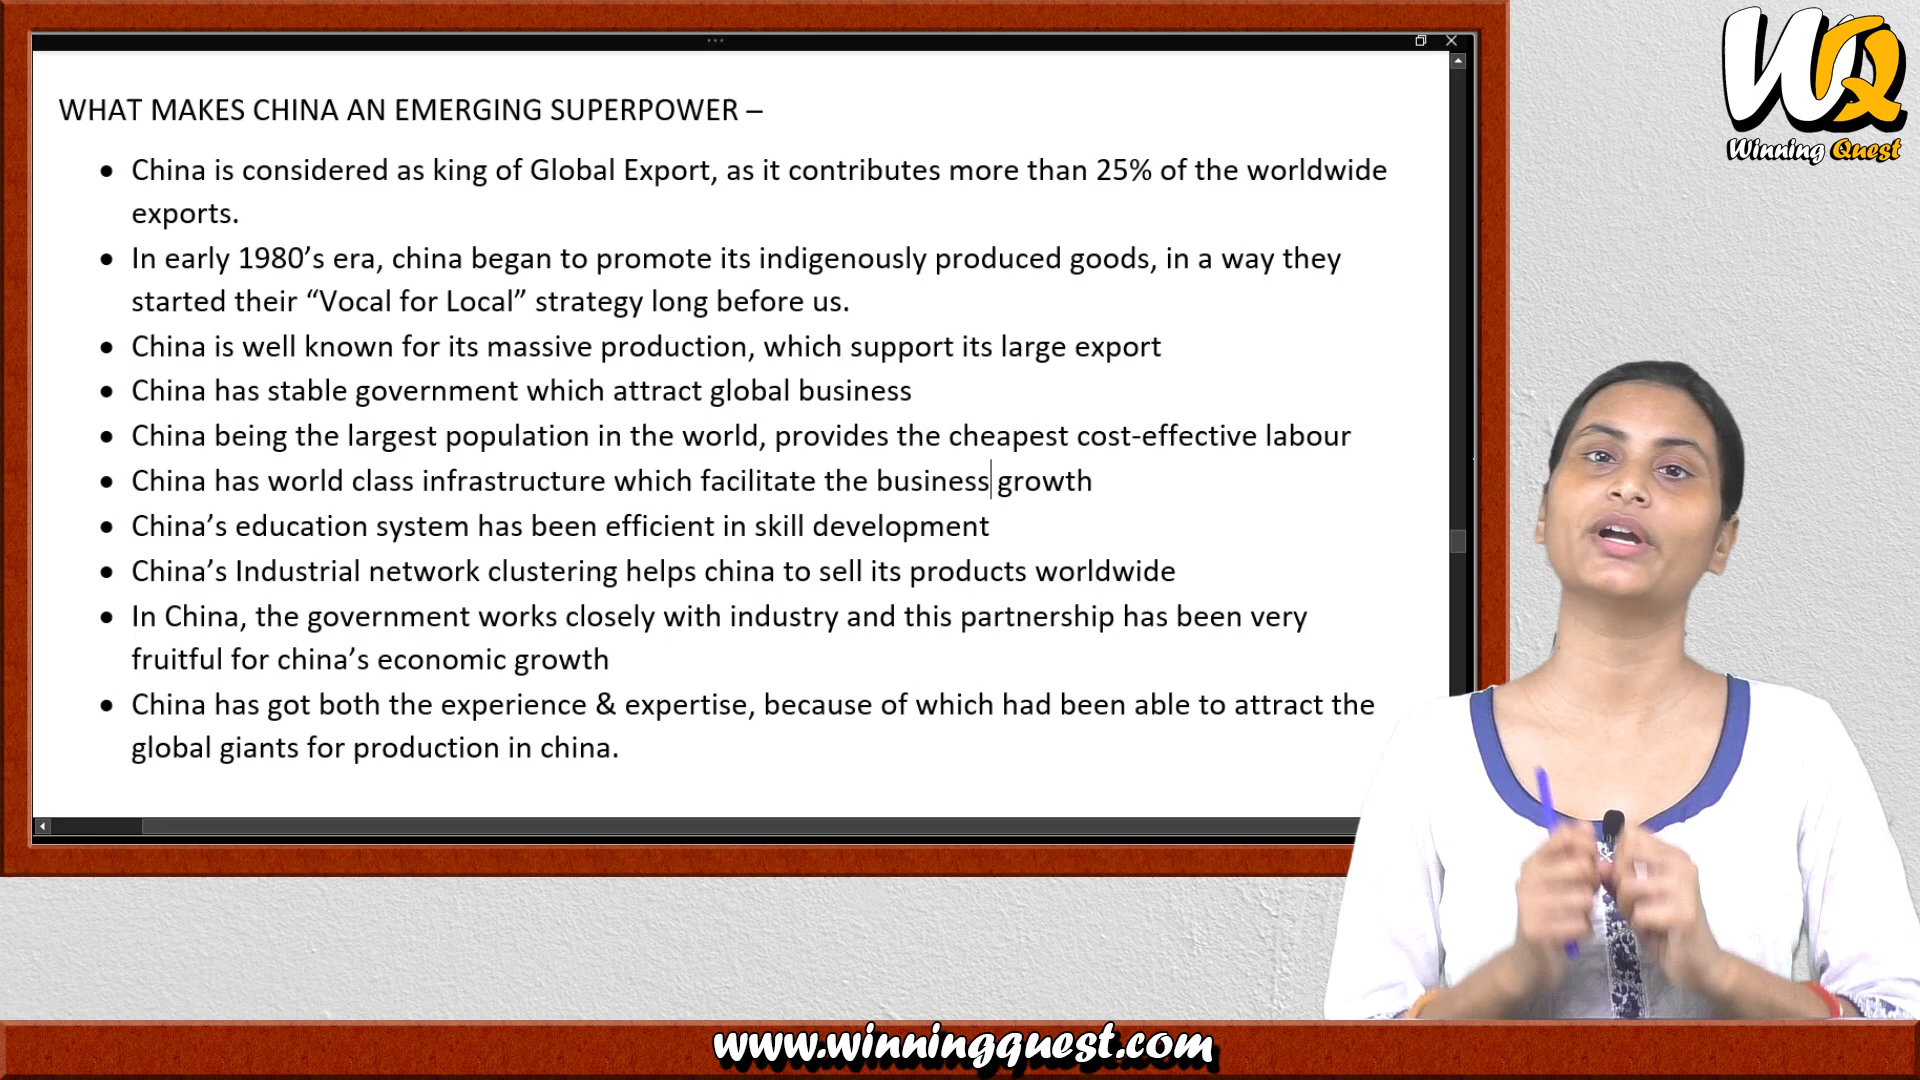 WHAT MAKES CHINA AN EMERGING SUPERPOWER –
• China is considered as king of Global Export, as it contributes more than 25% of the worldwide
exports.
• In early 1980’s era, china began to promote its indigenously produced goods, in a way they
started their “Vocal for Local” strategy long before us.
• China is well known for its massive production, which support its large export
• China has stable government which attract global business
• China being the largest population in the world, provides the cheapest cost-effective labour
• China has world class infrastructure which facilitate the business growth
• China’s education system has been efficient in skill development
• China’s Industrial network clustering helps china to sell its products worldwide
• In China, the government works closely with industry and this partnership has been very
fruitful for china’s economic growth
• China has got both the experience & expertise, because of which had been able to attract the
global giants for production in china.
WQ
Winning Quest
www.winningquest.com